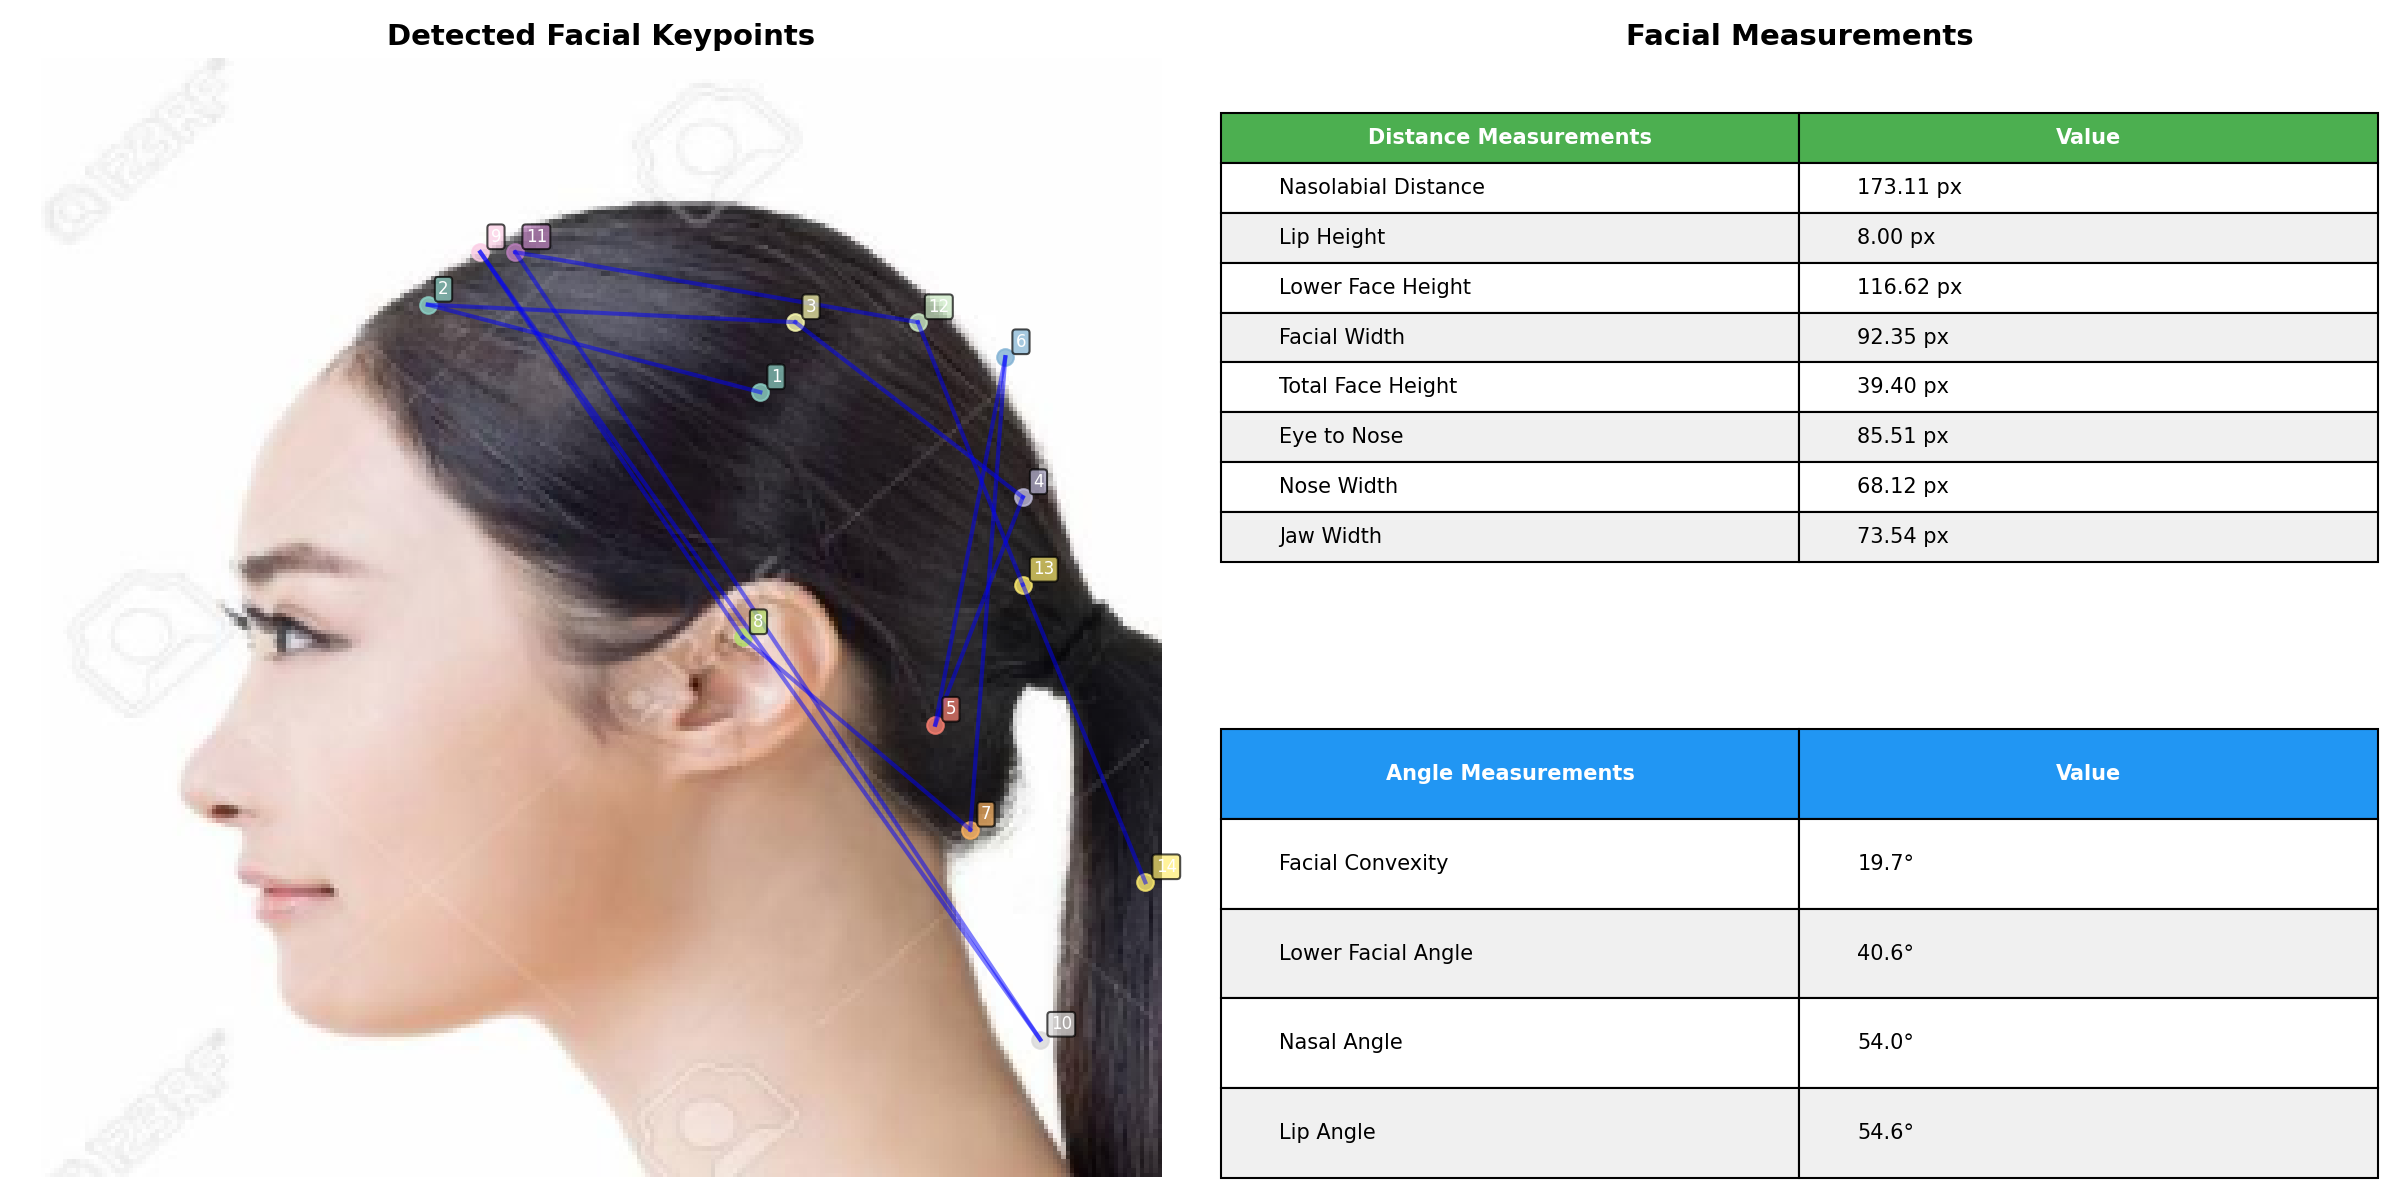 Detected Facial Keypoints
Facial Measurements
9
11
2
3
12
6
1
4
13
8
5
7
14
10
123RF
123RF
Distance Measurements Value
Nasolabial Distance 173.11 px
Lip Height 8.00 px
Lower Face Height 116.62 px
Facial Width 92.35 px
Total Face Height 39.40 px
Eye to Nose 85.51 px
Nose Width 68.12 px
Jaw Width 73.54 px
Angle Measurements Value
Facial Convexity 19.7°
Lower Facial Angle 40.6°
Nasal Angle 54.0°
Lip Angle 54.6°